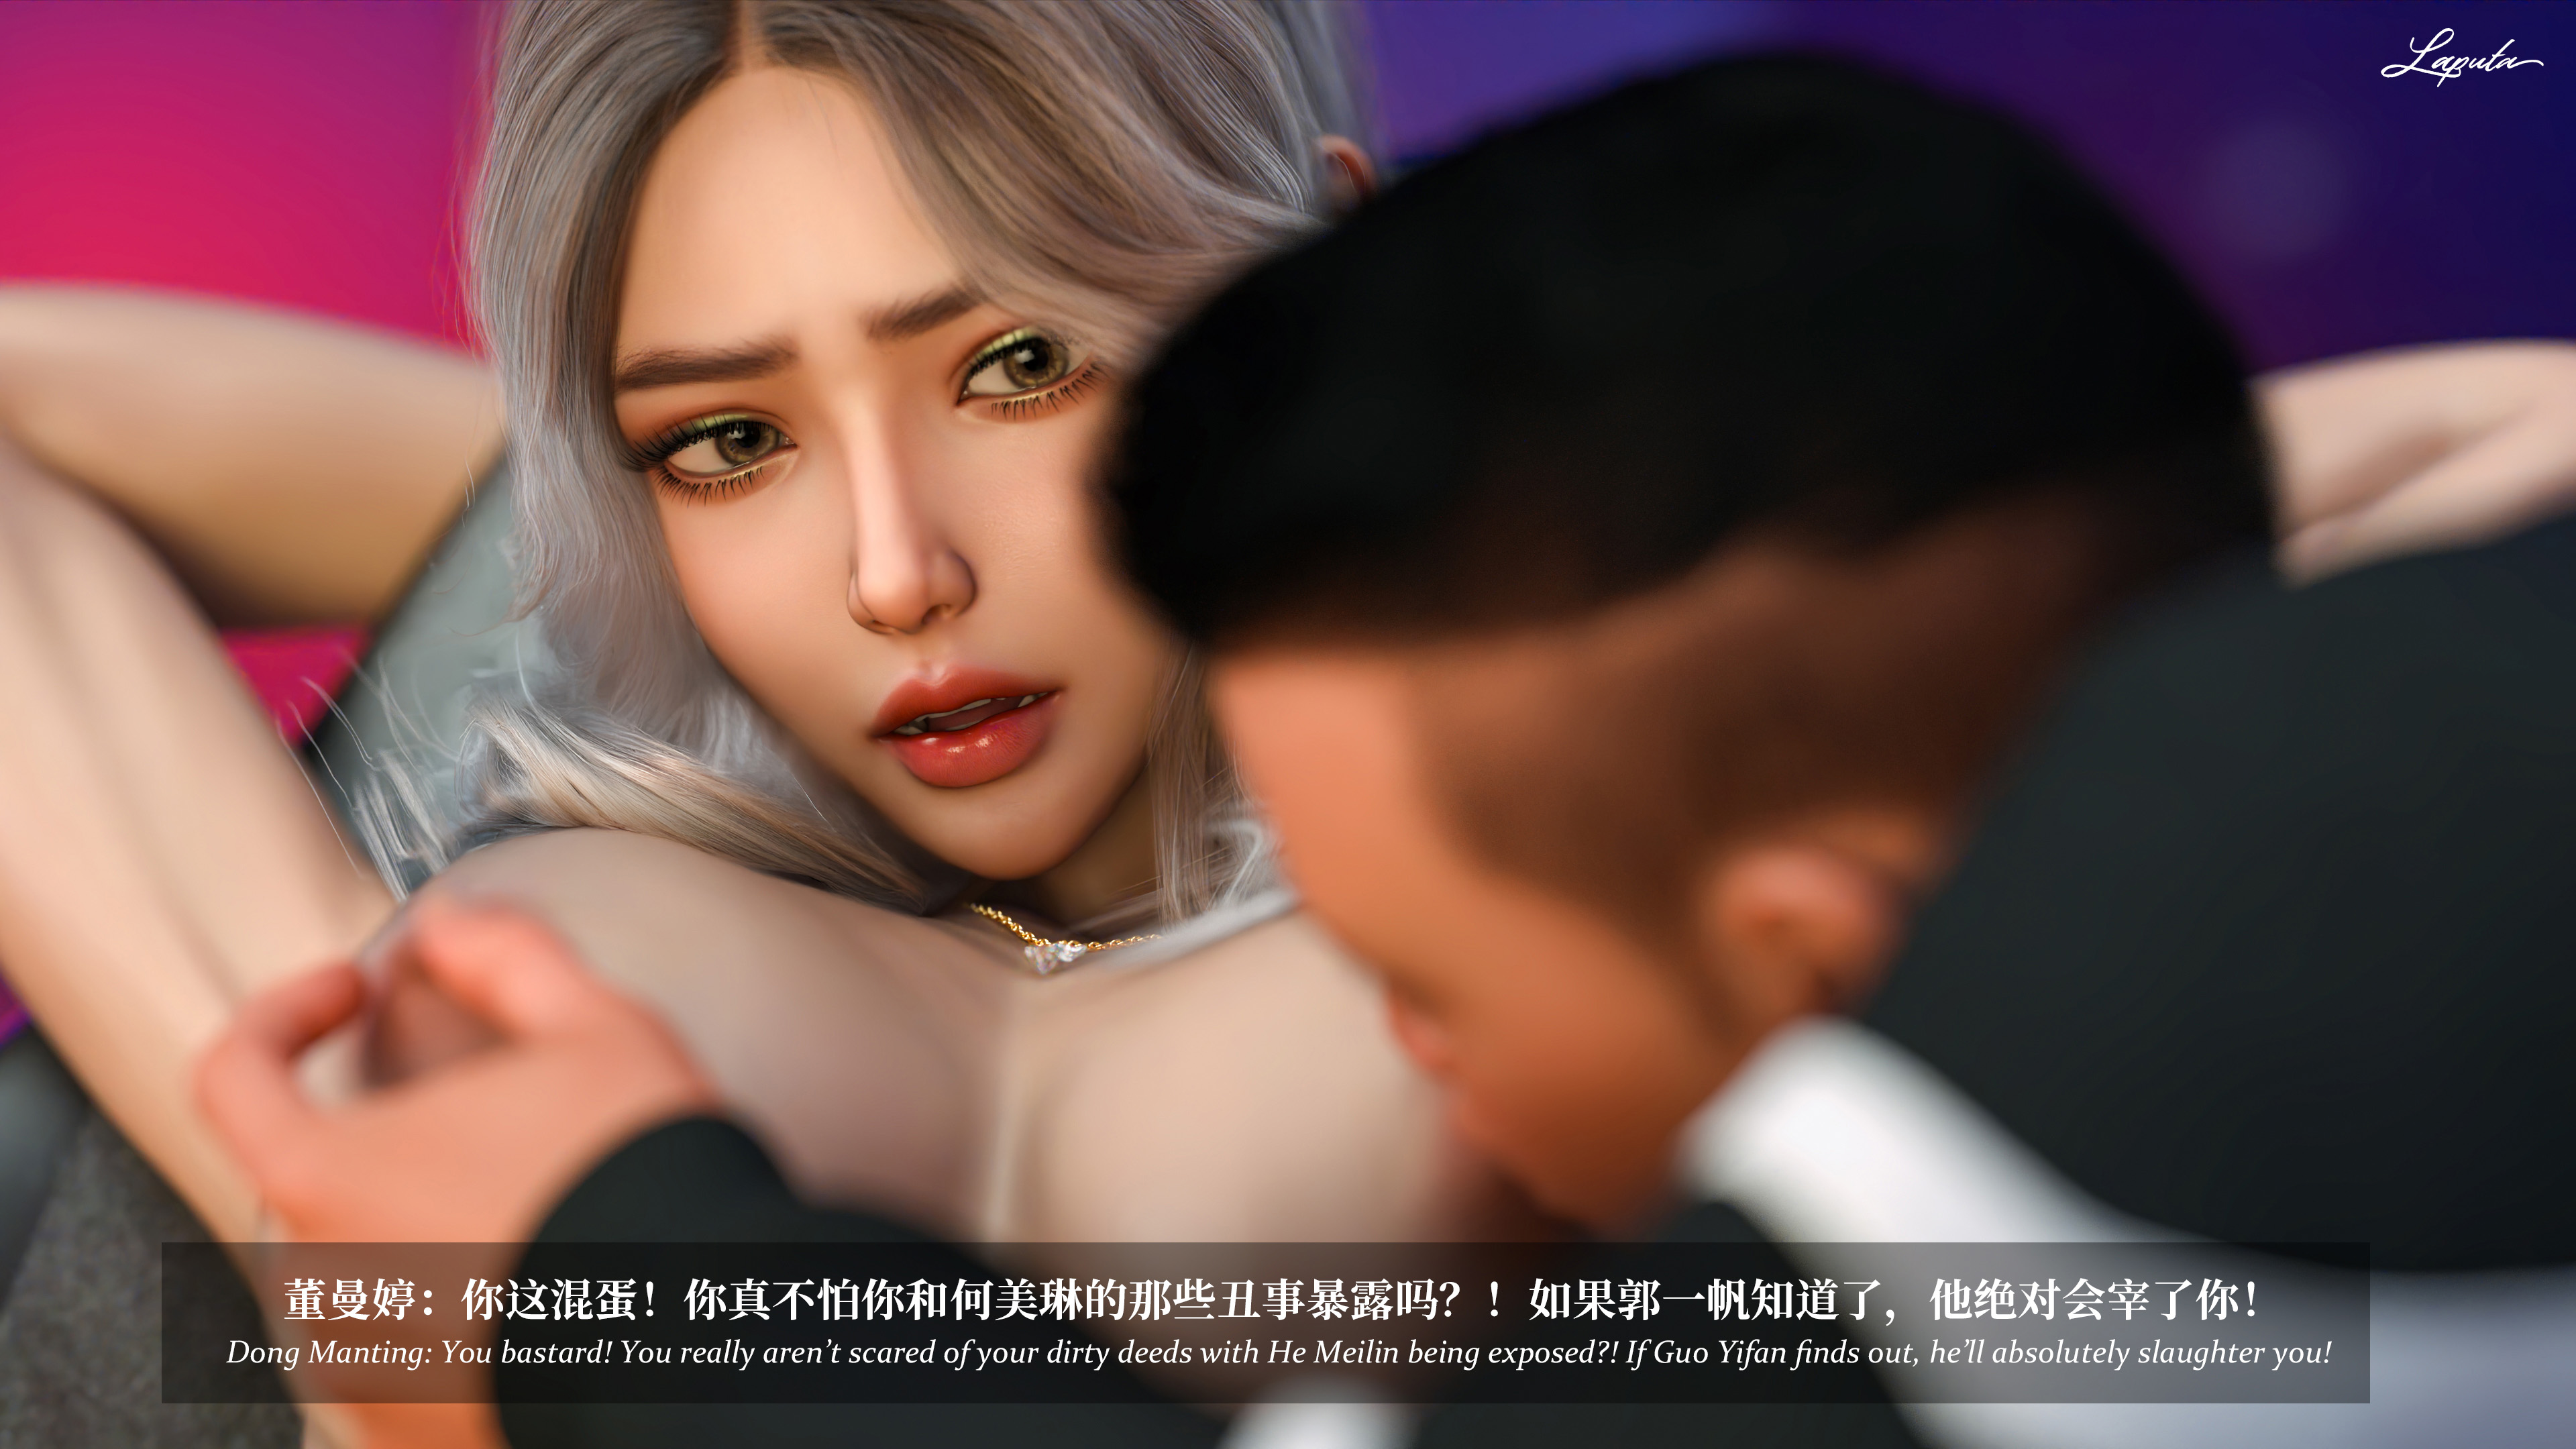 Laputa
董曼婷：你这混蛋！你真不怕你和何美琳的那些丑事暴露吗？！如果郭一帆知道了，他绝对会宰了你！
Dong Manting: You bastard! You really aren’t scared of your dirty deeds with He Meilin being exposed?! If Guo Yifan finds out, he’ll absolutely slaughter you!